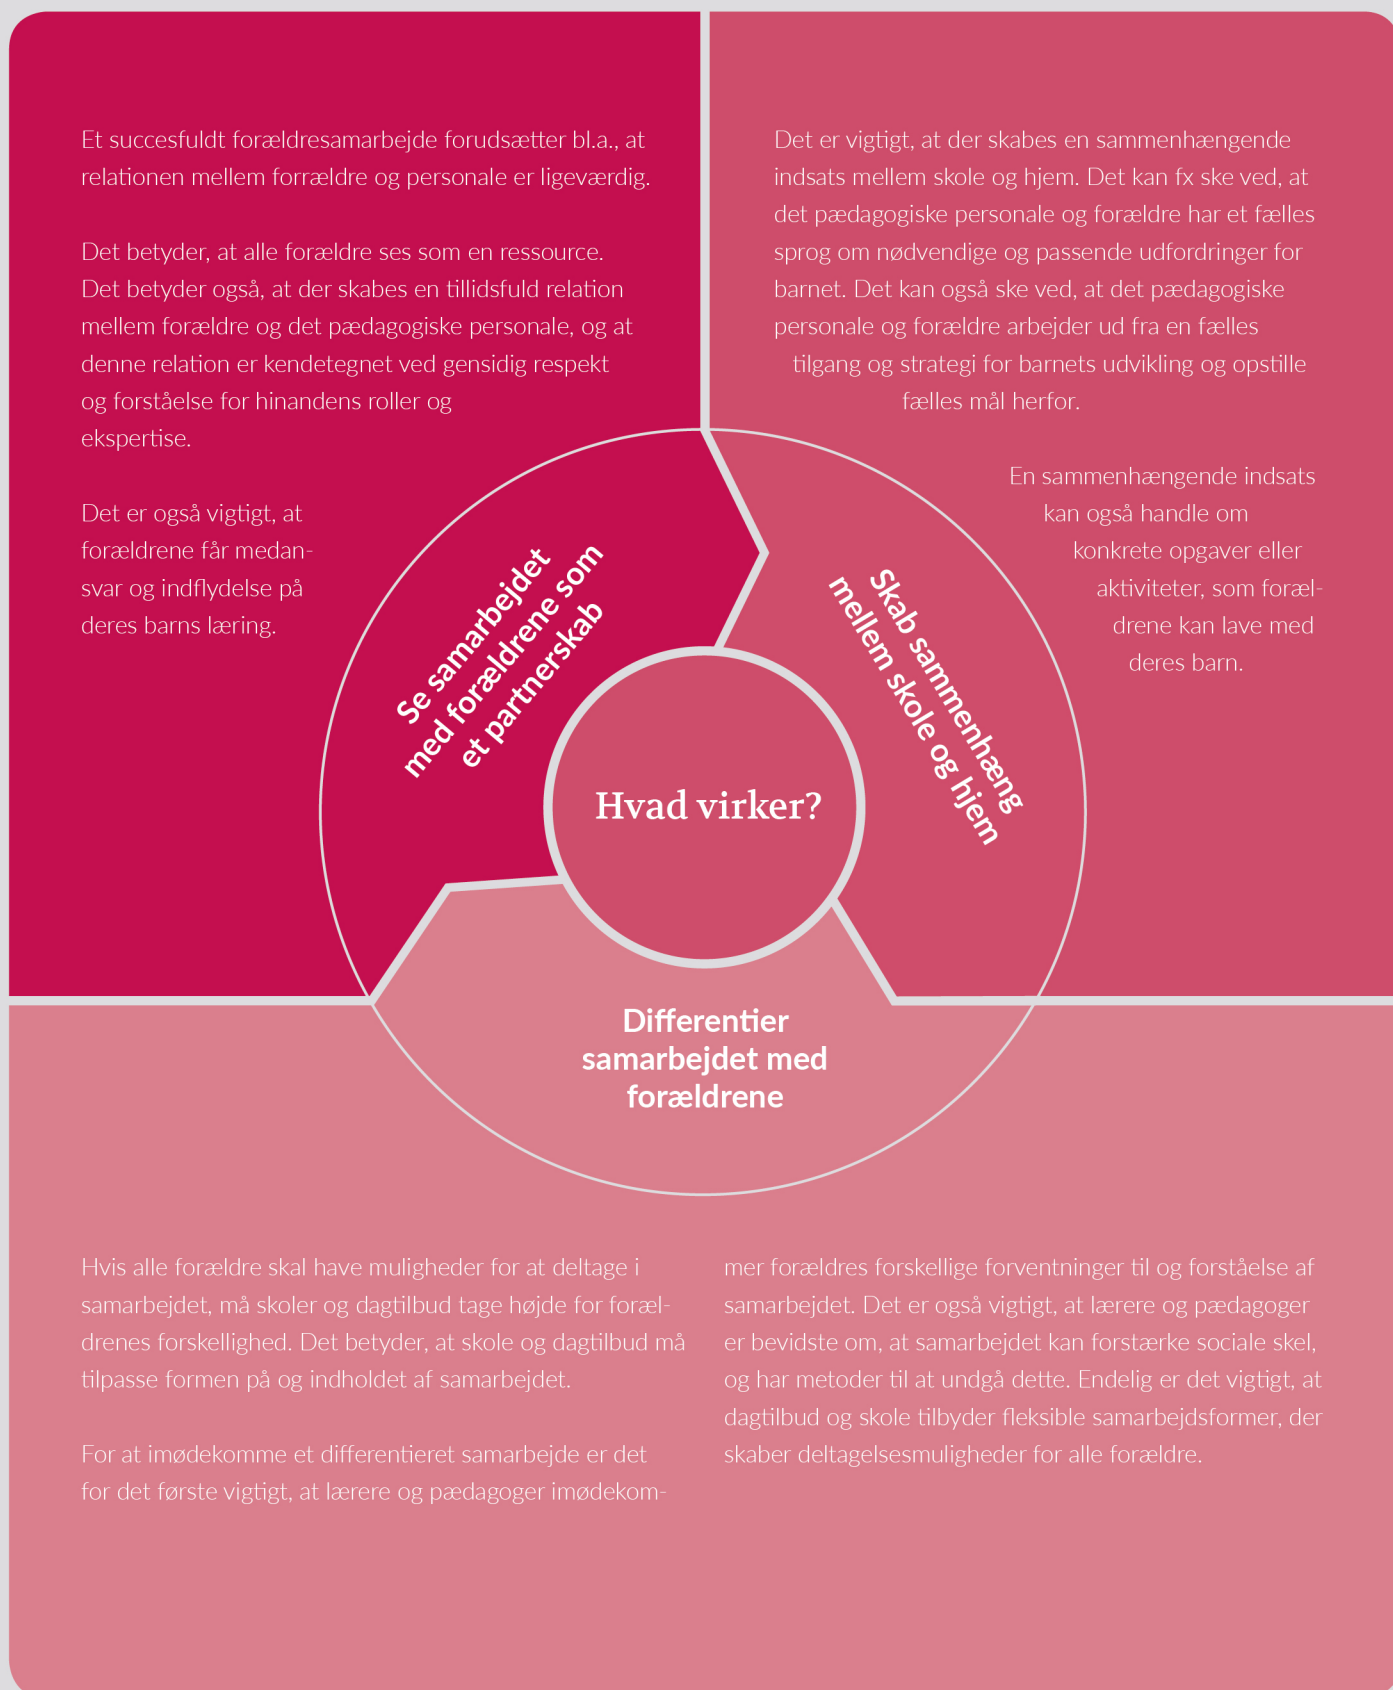 Et succesfuldt forældresamarbejde forudsætter bl.a., at
relationen mellem forrældre og personale er ligeværdig.
Det betyder, at alle forældre ses som en ressource.
Det betyder også, at der skabes en tillidsfuld relation
mellem forældre og det pædagogiske personale, og at
denne relation er kendetegnet ved gensidig respekt
og forståelse for hinandens roller og
ekspertise.
Det er også vigtigt, at
forældrene får medan-
svar og indflydelse på
deres barns læring.
Det er vigtigt, at der skabes en sammenhængende
indsats mellem skole og hjem. Det kan fx ske ved, at
det pædagogiske personale og forældre har et fælles
sprog om nødvendige og passende udfordringer for
barnet. Det kan også ske ved, at det pædagogiske
personale og forældre arbejder ud fra en fælles
tilgang og strategi for barnets udvikling og opstille
fælles mål herfor.
En sammenhængende indsats
kan også handle om
konkrete opgaver eller
aktiviteter, som foræl-
drene kan lave med
deres barn.
Se samarbejdet
med forældrene som
et partnerskab
Skab sammenhæng
mellem skole og hjem
Hvad virker?
Differentier
samarbejdet med
forældrene
Hvis alle forældre skal have muligheder for at deltage i
samarbejdet, må skoler og dagtilbud tage højde for foræl-
drenes forskellighed. Det betyder, at skole og dagtilbud må
tilpasse formen på og indholdet af samarbejdet.
For at imødekomme et differentieret samarbejde er det
for det første vigtigt, at lærere og pædagoger imødekom-
mer forældres forskellige forventninger til og forståelse af
samarbejdet. Det er også vigtigt, at lærere og pædagoger
er bevidste om, at samarbejdet kan forstærke sociale skel,
og har metoder til at undgå dette. Endelig er det vigtigt, at
dagtilbud og skole tilbyder fleksible samarbejdsformer, der
skaber deltagelsesmuligheder for alle forældre.